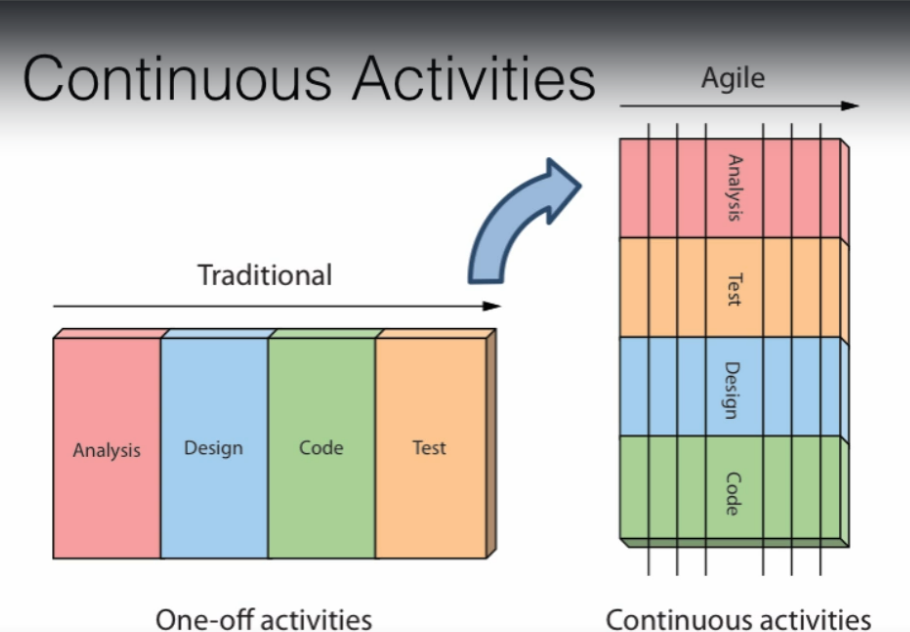 Continuous Activities
Agile
Traditional
Analysis
Design
Code
Test
Analysis
Test
Design
Code
One-off activities
Continuous activities